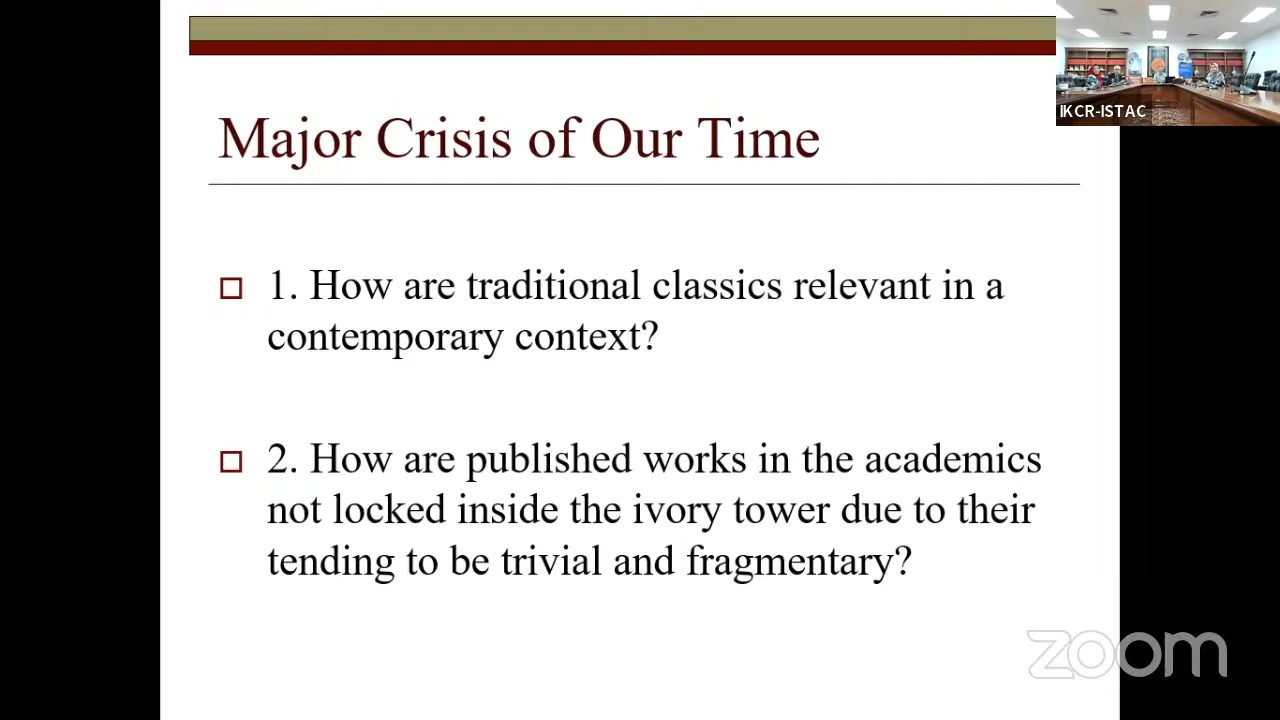 Major Crisis of Our Time
IKCR-ISTAC
1. How are traditional classics relevant in a
contemporary context?
2. How are published works in the academics
not locked inside the ivory tower due to their
tending to be trivial and fragmentary?
zoom